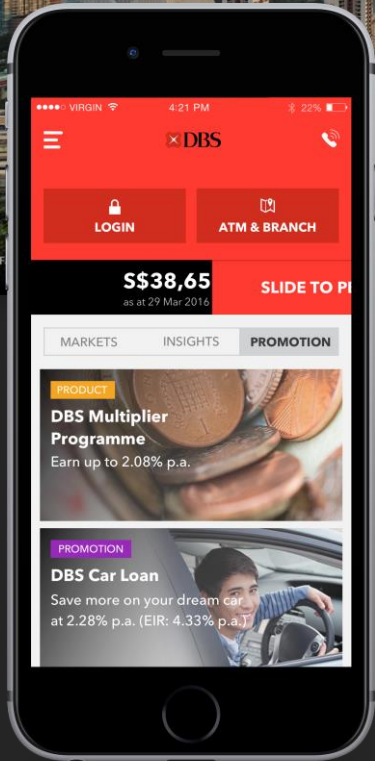 VIRGIN
4:21 PM
22%
DBS
LOGIN
ATM & BRANCH
S$38,65
SLIDE TO
as at 29 Mar 2016
MARKETS
INSIGHTS
PROMOTION
PRODUCT
DBS Multiplier
Programme
Earn up to 2.08% p.a.
PROMOTION
DBS Car Loan
Save more on your dream car
at 2.28% p.a. (EIR: 4.33% p.a.)